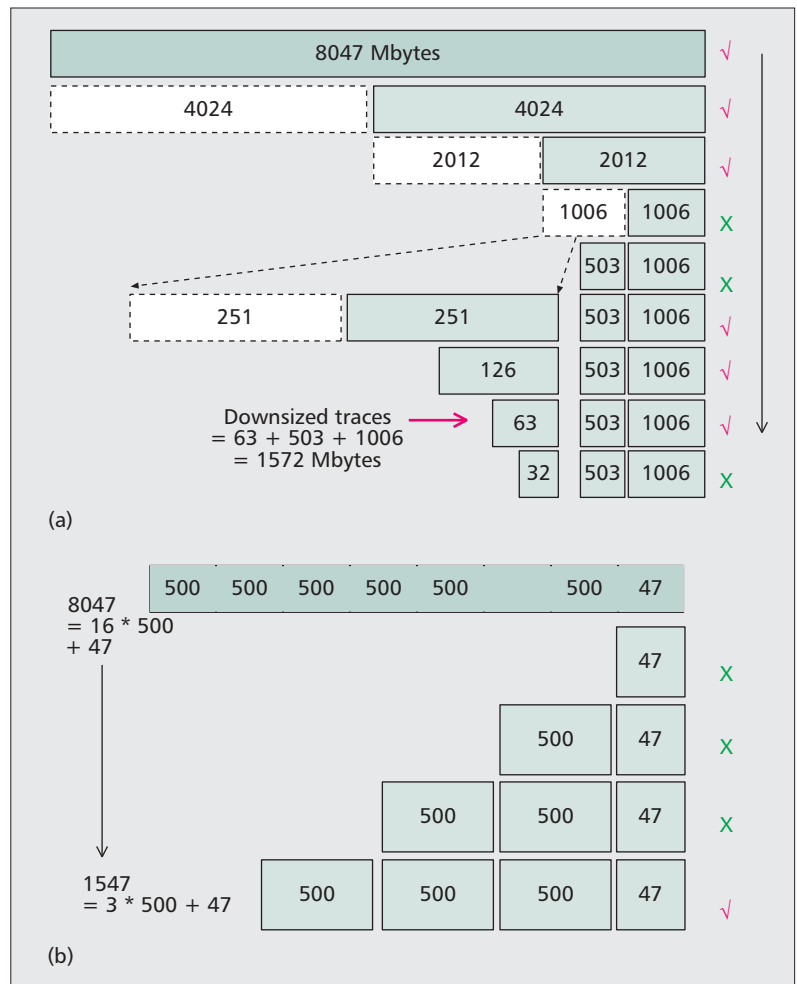 8047 Mbytes √
4024 4024 √
2012 2012 √
1006 1006 X
503 1006 X
251 251 503 1006 √
126 503 1006 √
Downsized traces
= 63 + 503 + 1006
= 1572 Mbytes
63 503 1006 √
32 503 1006 X
(a)
500 500 500 500 500 500 47
8047
= 16 * 500
+ 47
47 X
500 47 X
500 500 47 X
1547
= 3 * 500 + 47
500 500 500 47 √
(b)